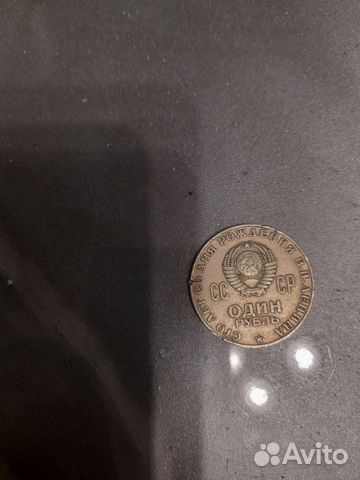 СТО ЛЕТ СО ДНЯ РОЖДЕНИЯ В.И. ЛЕНИНА
СС СР
ОДИН
РУБЛЬ
Avito